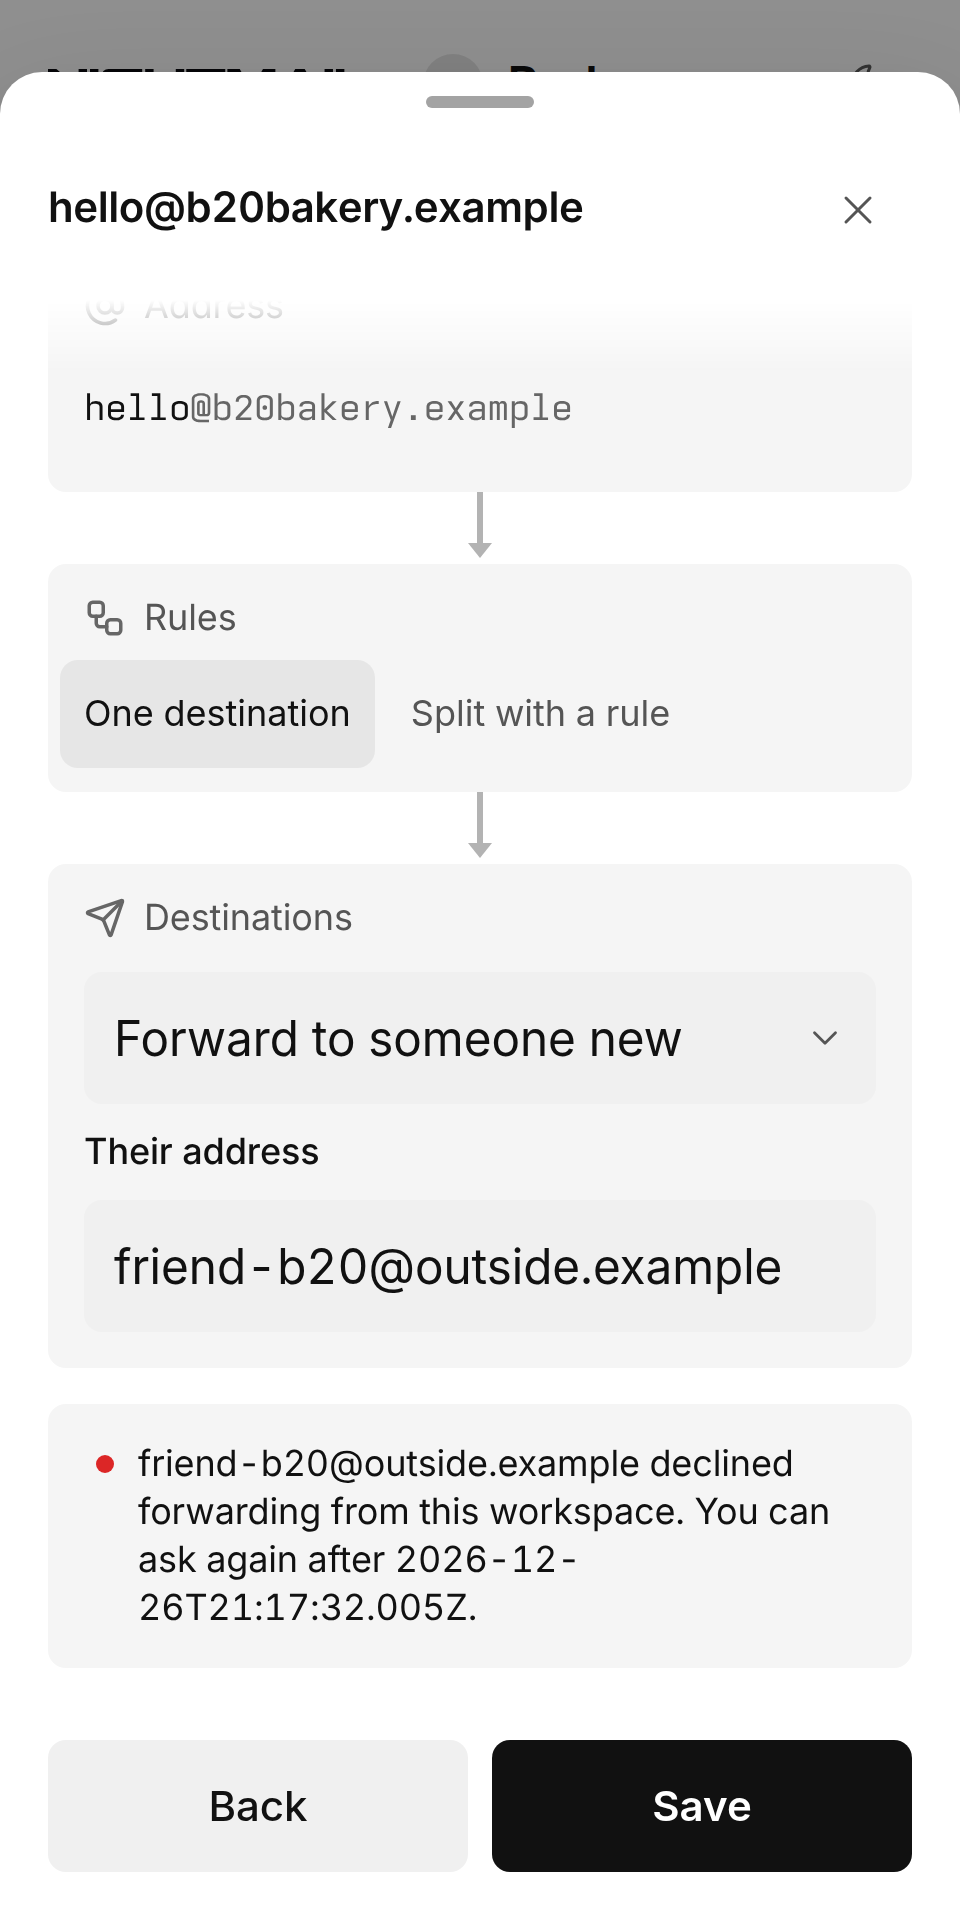 hello@b20bakery.example
Address
hello@b20bakery.example
Rules
One destination
Split with a rule
Destinations
Forward to someone new
Their address
friend-b20@outside.example
friend-b20@outside.example declined
forwarding from this workspace. You can
ask again after 2026-12-
26T21:17:32.005Z.
Back
Save